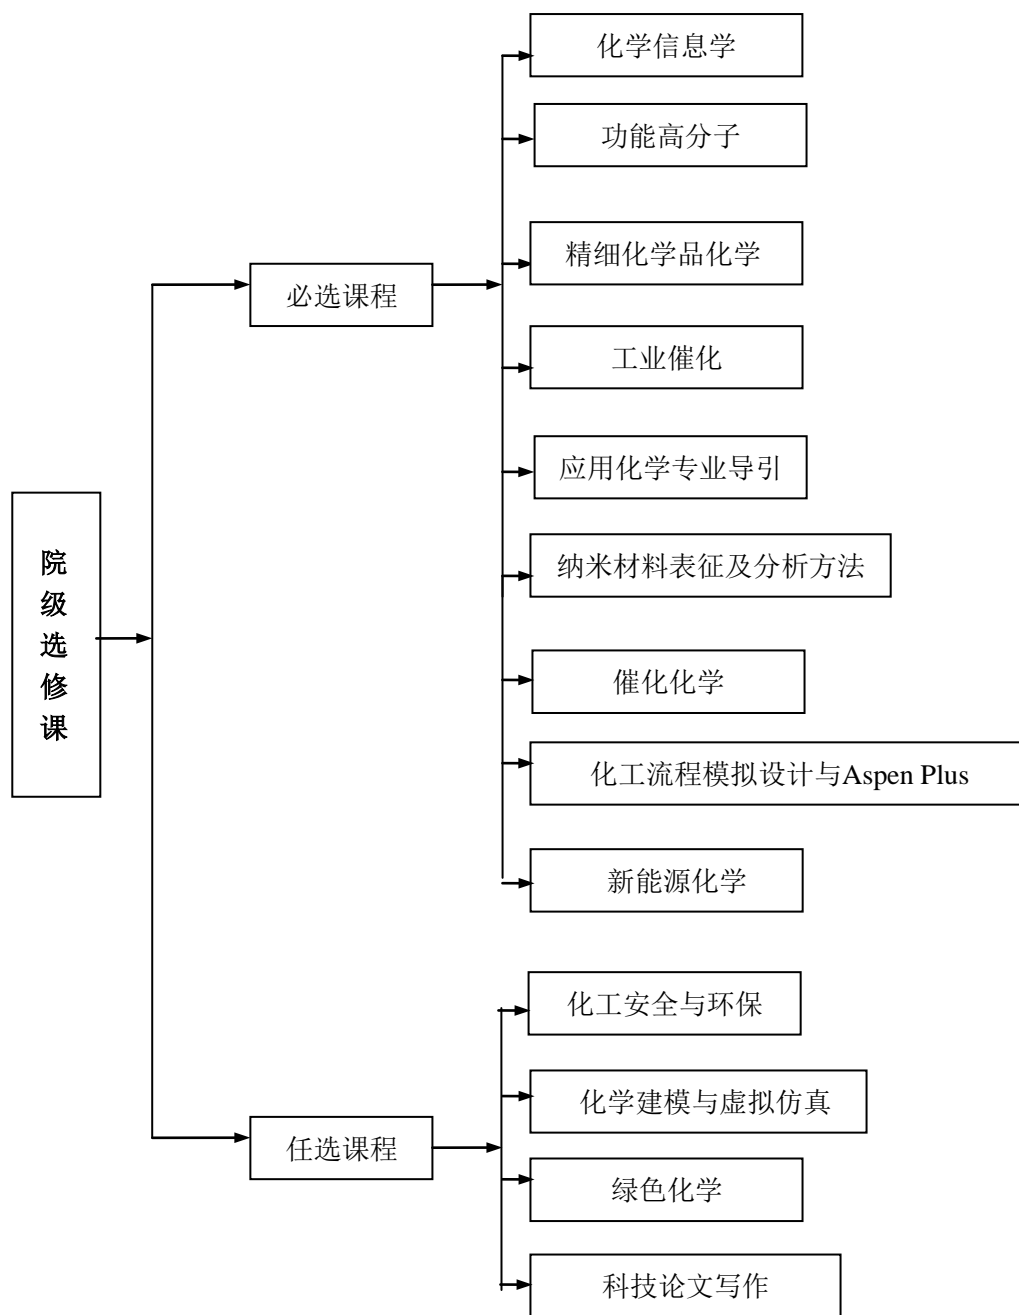 化学信息学
功能高分子
精细化学品化学
必选课程
工业催化
应用化学专业导引
院级选修课
纳米材料表征及分析方法
催化化学
化工流程模拟设计与Aspen Plus
新能源化学
化工安全与环保
化学建模与虚拟仿真
任选课程
绿色化学
科技论文写作